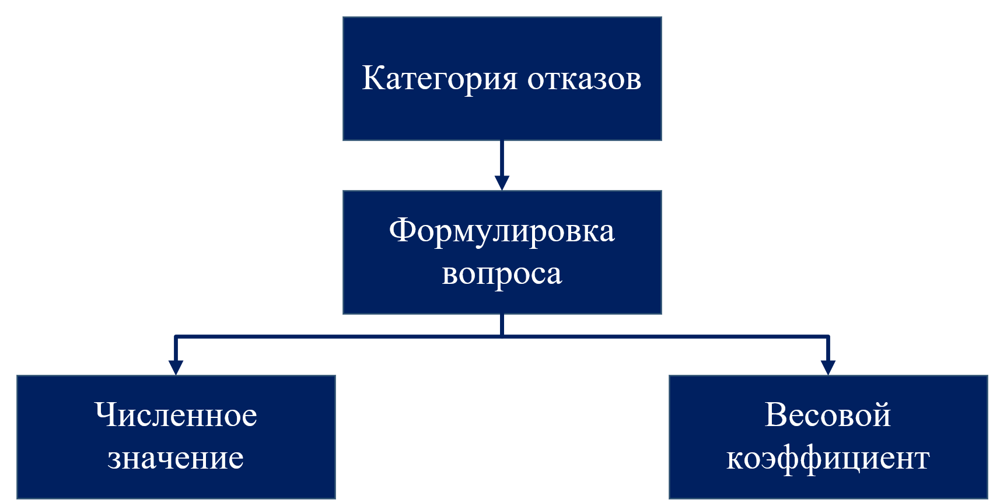 Категория отказов
Формулировка
вопроса
Численное
значение
Весовой
коэффициент